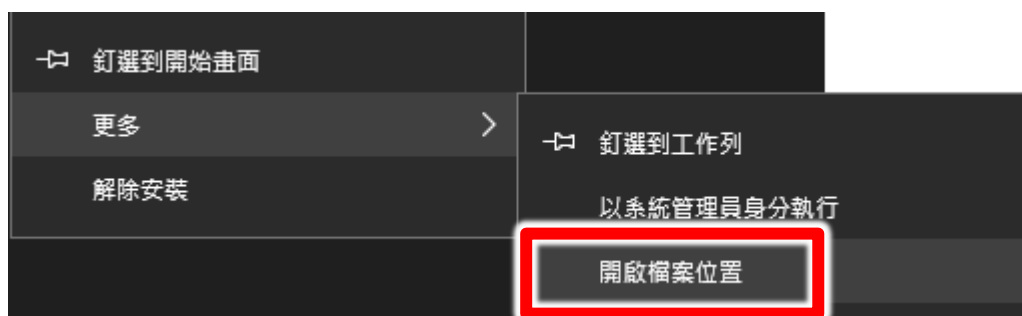 釘選到開始畫面
更多
解除安裝
釘選到工作列
以系統管理員身分執行
開啟檔案位置